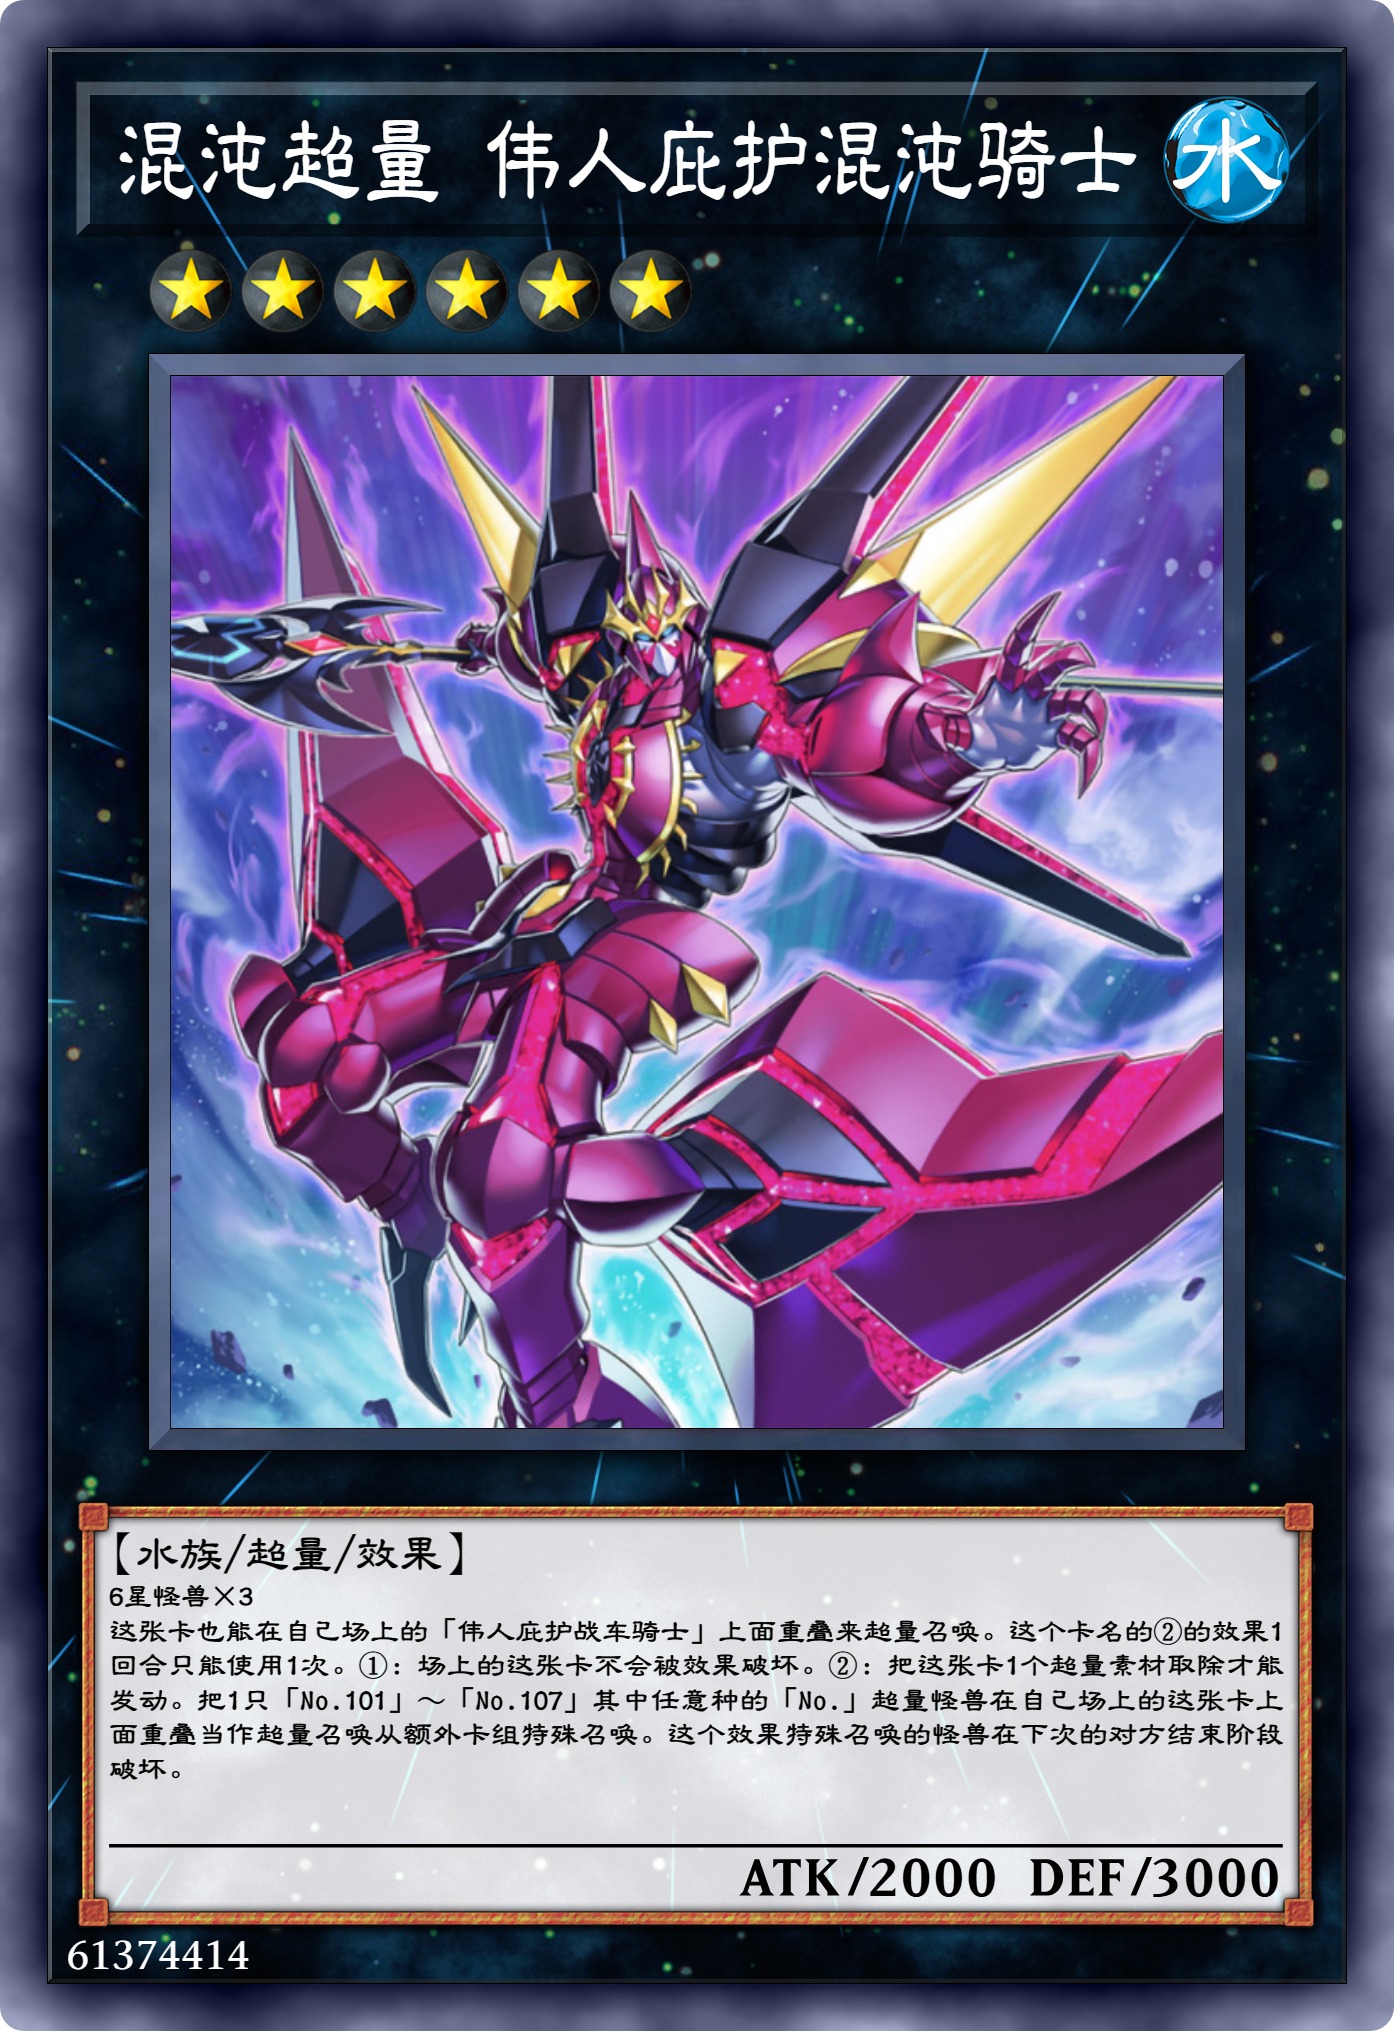 混沌超量 伟人庇护混沌骑士 水
【水族/超量/效果】
6星怪兽×3
这张卡也能在自己场上的「伟人庇护战车骑士」上面重叠来超量召唤。这个卡名的②的效果1
回合只能使用1次。①：场上的这张卡不会被效果破坏。②：把这张卡1个超量素材取除才能
发动。把1只「No.101」～「No.107」其中任意种的「No.」超量怪兽在自己场上的这张卡上
面重叠当作超量召唤从额外卡组特殊召唤。这个效果特殊召唤的怪兽在下次的对方结束阶段
破坏。
ATK/2000 DEF/3000
61374414